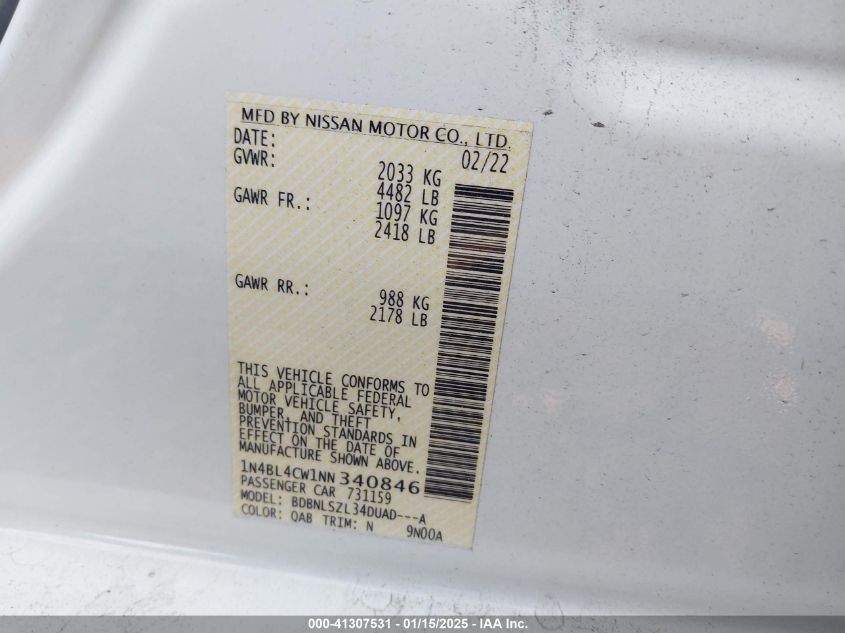 MFD BY NISSAN MOTOR CO., LTD.
DATE: 02/22
GVWR: 2033 KG
4482 LB
GAWR FR.: 1097 KG
2418 LB
GAWR RR.: 988 KG
2178 LB
THIS VEHICLE CONFORMS TO
ALL APPLICABLE FEDERAL
MOTOR VEHICLE SAFETY,
BUMPER, AND THEFT
PREVENTION STANDARDS IN
EFFECT ON THE DATE OF
MANUFACTURE SHOWN ABOVE.
1N4BL4CW1NN340846
PASSENGER CAR 731159
MODEL: BDBNLSZL34DUAD---A
COLOR: QAB TRIM: N 9N00A
000-41307531 - 01/15/2025 - IAA Inc.